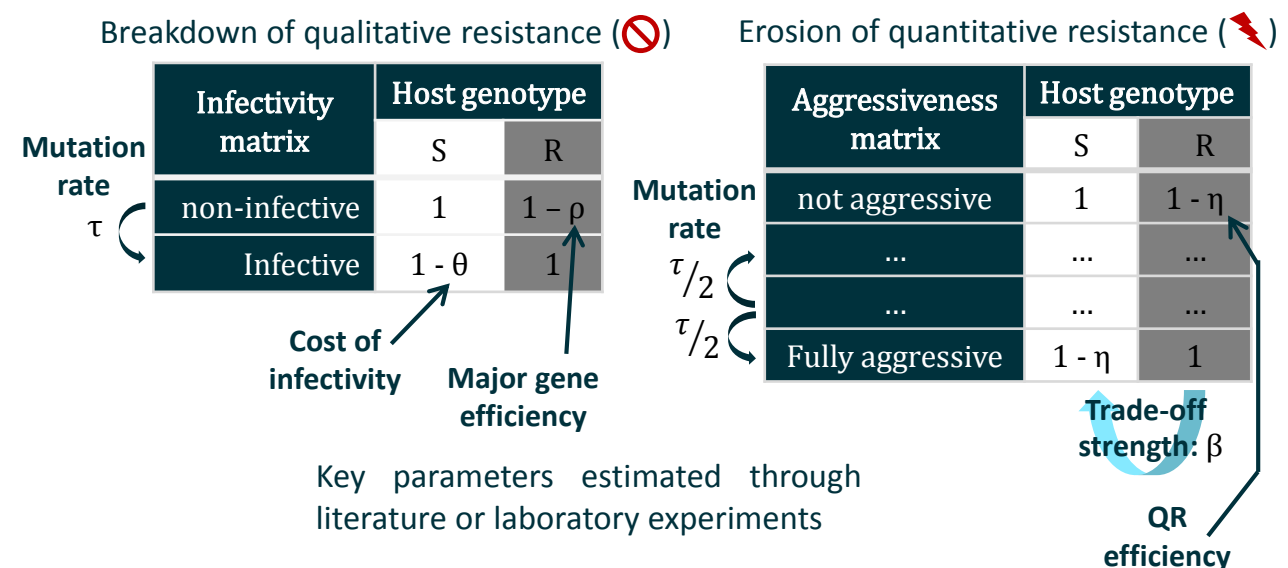 Breakdown of qualitative resistance ( )
Infectivity
matrix
Host genotype
S R
Mutation
rate
τ
non-infective 1 1 – ρ
Infective 1 - θ 1
Cost of
infectivity
Major gene
efficiency
Erosion of quantitative resistance ( )
Aggressiveness
matrix
Host genotype
S R
Mutation
rate
τ/2
τ/2
not aggressive 1 1 - η
... ... ...
... ... ...
Fully aggressive 1 - η 1
Trade-off
strength: β
QR
efficiency
Key parameters estimated through
literature or laboratory experiments